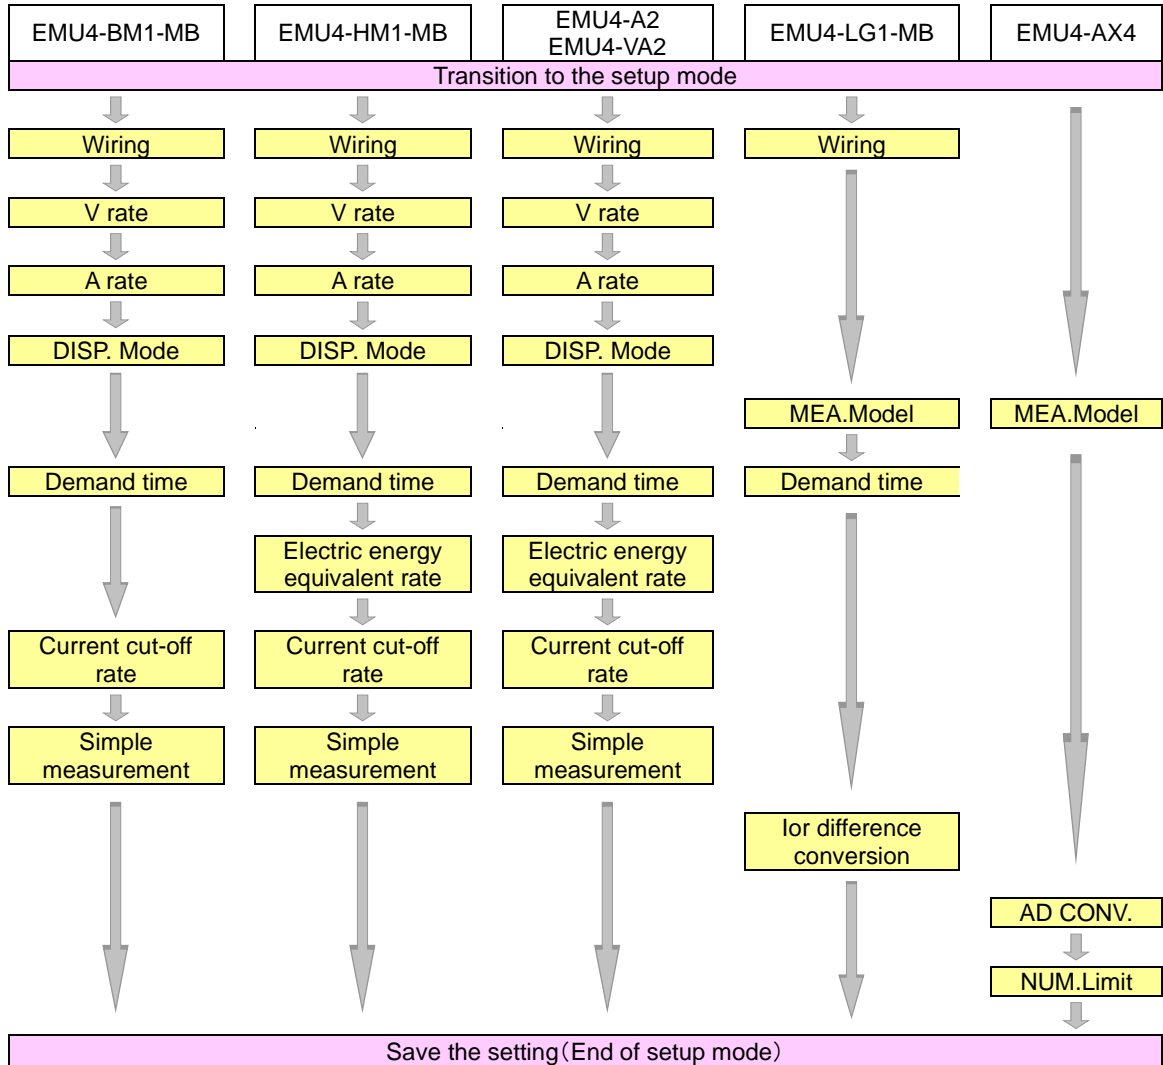 EMU4-BM1-MB
EMU4-HM1-MB
EMU4-A2
EMU4-VA2
EMU4-LG1-MB
EMU4-AX4
Transition to the setup mode
Wiring
Wiring
Wiring
Wiring
V rate
V rate
V rate
A rate
A rate
A rate
DISP. Mode
DISP. Mode
DISP. Mode
MEA.Model
MEA.Model
Demand time
Demand time
Demand time
Demand time
Electric energy
equivalent rate
Electric energy
equivalent rate
Current cut-off
rate
Current cut-off
rate
Current cut-off
rate
Simple
measurement
Simple
measurement
Simple
measurement
Ior difference
conversion
AD CONV.
NUM.Limit
Save the setting(End of setup mode)